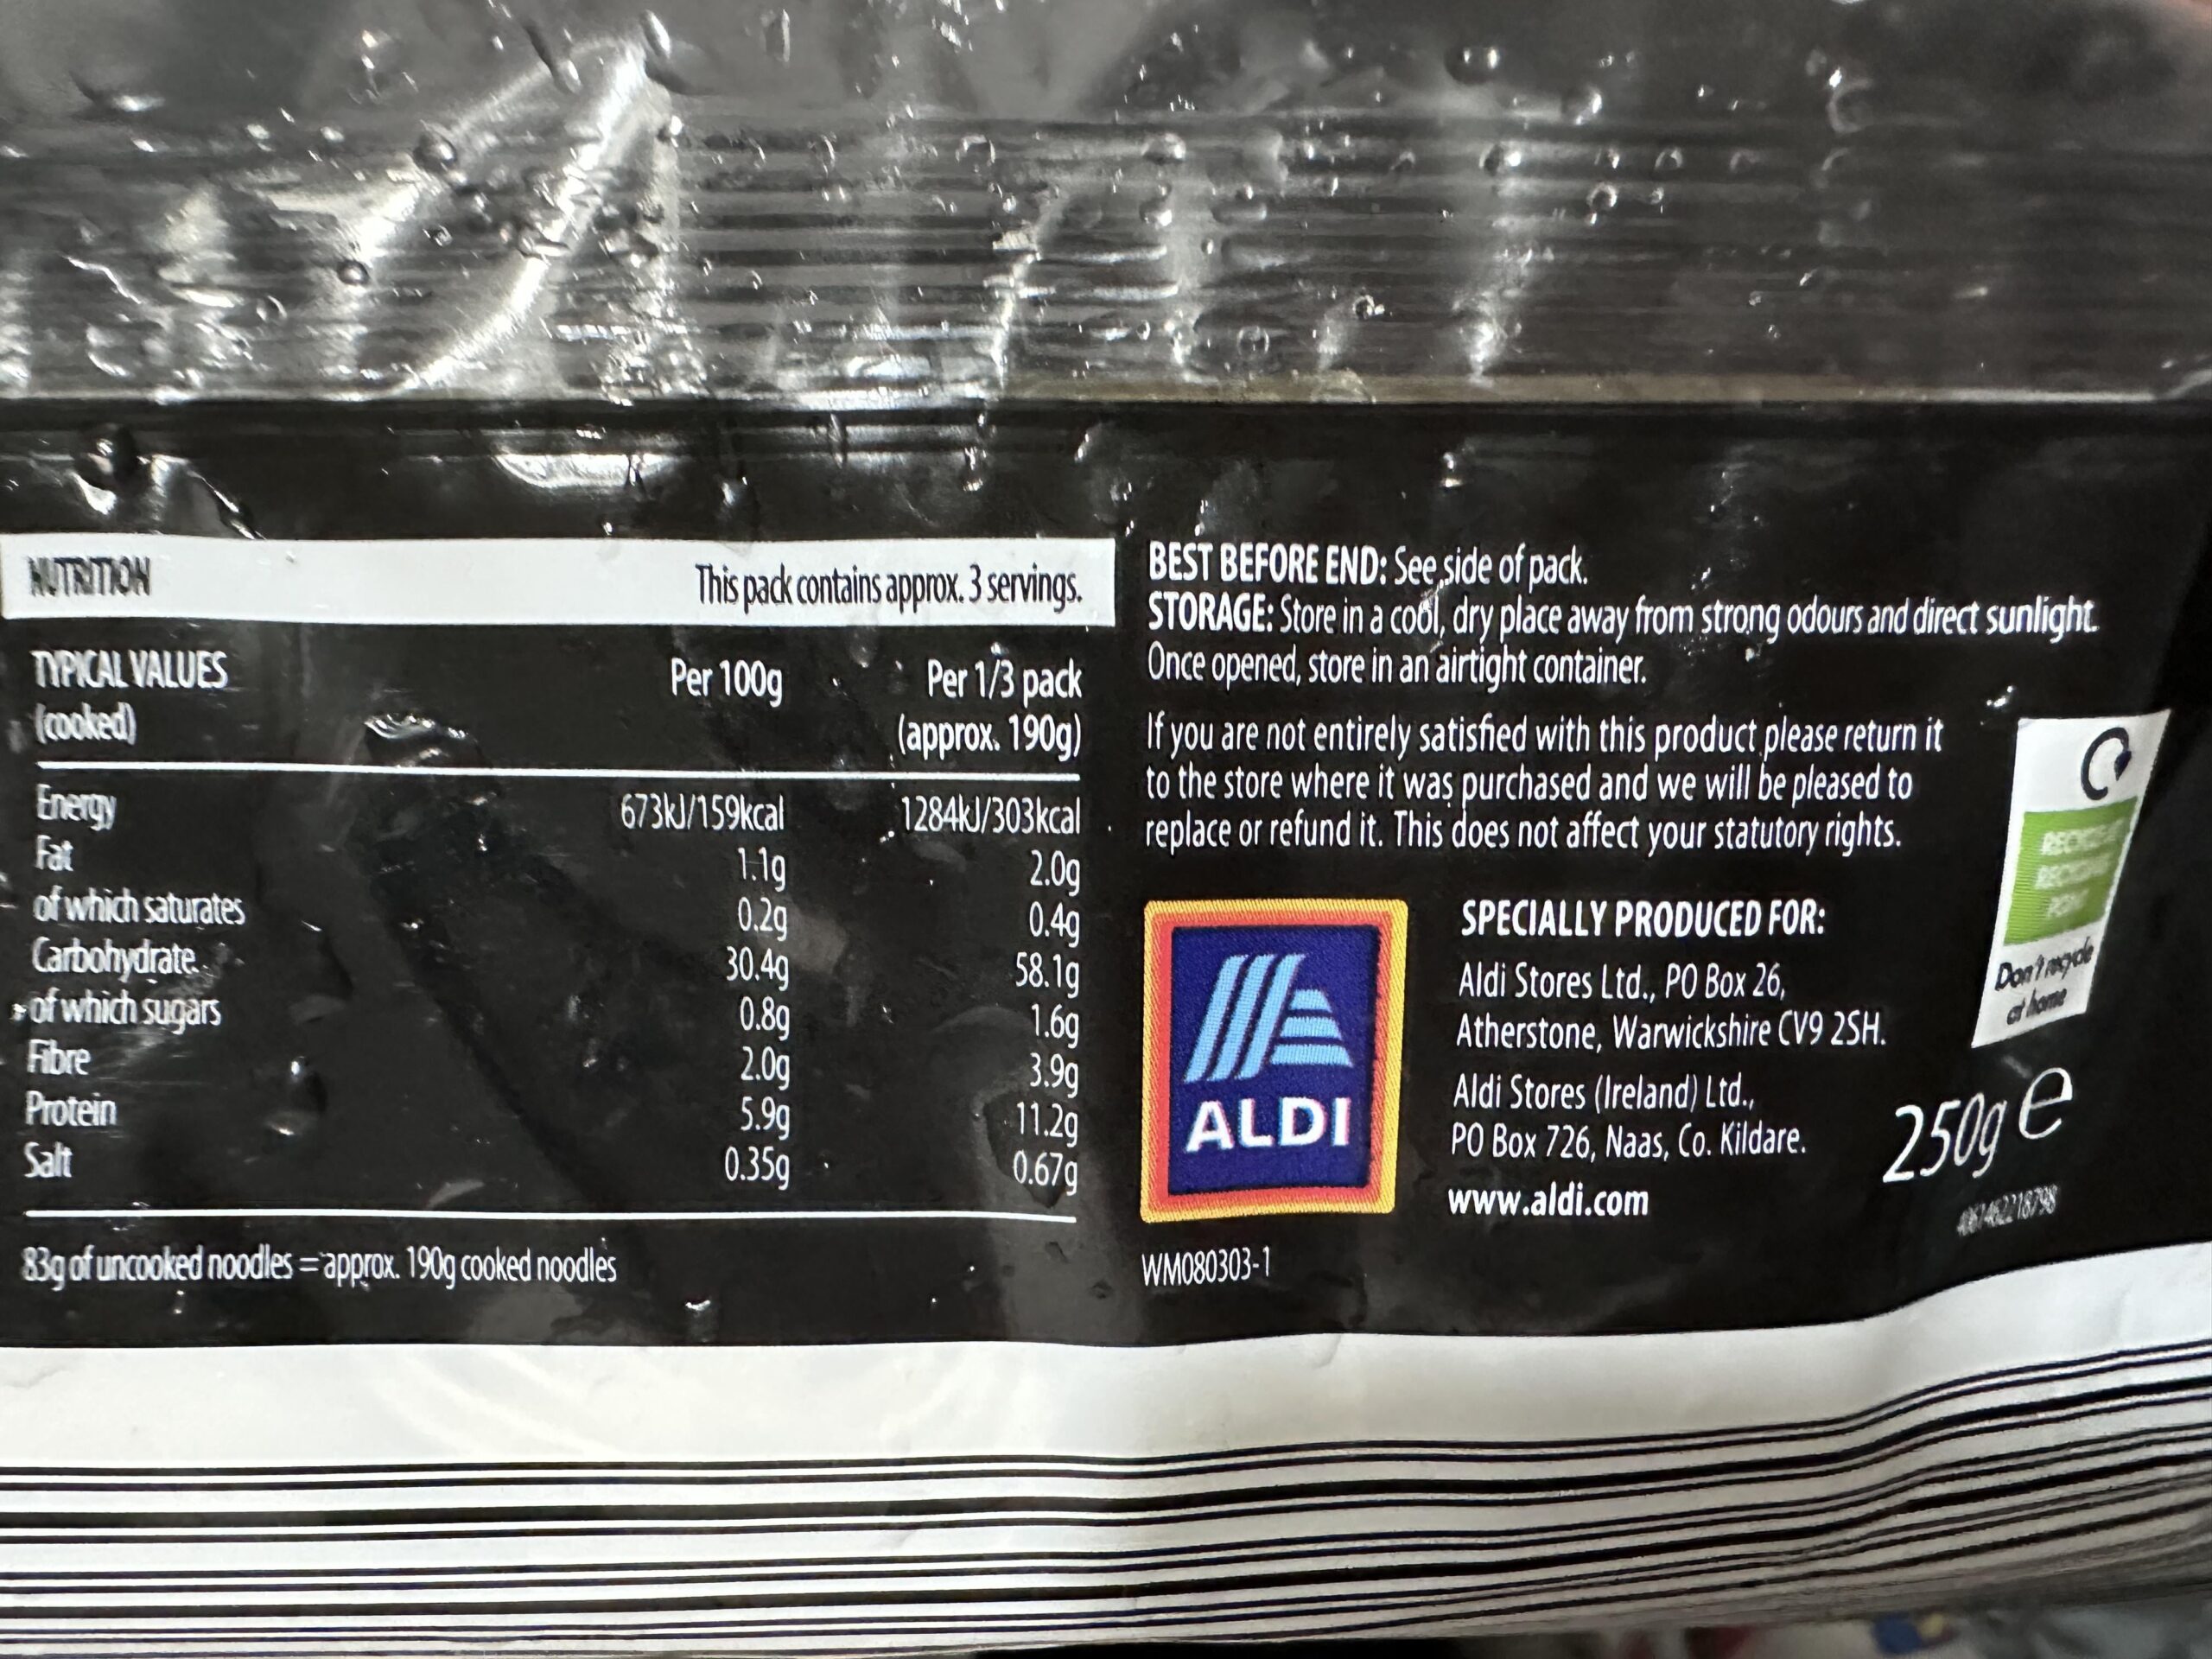 NUTRITION This pack contains approx. 3 servings.
TYPICAL VALUES Per 100g Per 1/3 pack
(cooked) (approx. 190g)
Energy 673kJ/159kcal 1284kJ/303kcal
Fat 1.1g 2.0g
of which saturates 0.2g 0.4g
Carbohydrate 30.4g 58.1g
of which sugars 0.8g 1.6g
Fibre 2.0g 3.9g
Protein 5.9g 11.2g
Salt 0.35g 0.67g
83g of uncooked noodles = approx. 190g cooked noodles
BEST BEFORE END: See side of pack.
STORAGE: Store in a cool, dry place away from strong odours and direct sunlight.
Once opened, store in an airtight container.
If you are not entirely satisfied with this product please return it
to the store where it was purchased and we will be pleased to
replace or refund it. This does not affect your statutory rights.
ALDI
SPECIALLY PRODUCED FOR:
Aldi Stores Ltd., PO Box 26,
Atherstone, Warwickshire CV9 2SH.
Aldi Stores (Ireland) Ltd.,
PO Box 726, Naas, Co. Kildare.
www.aldi.com
WM080303-1
Don't recycle
at home
250g e